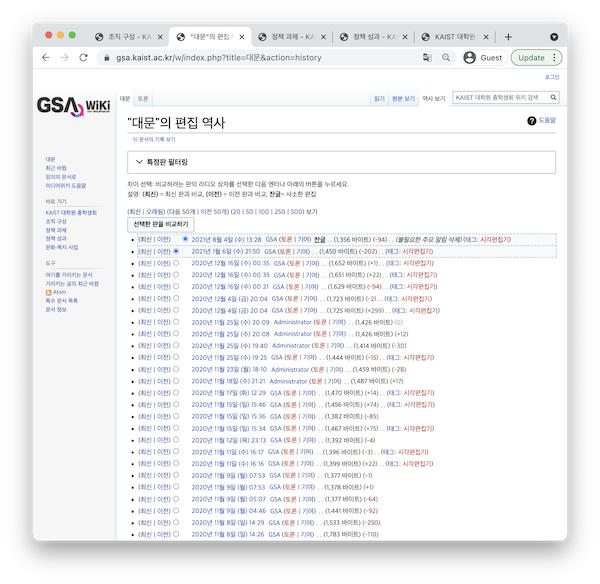 조직 구성 - KAIS
"대문"의 편집
정책 과제 - KAIS
정책 성과 - KAIS
KAIST 대학원
gsa.kaist.ac.kr/w/index.php?title=대문&action=history
Guest
Update
로그인
GSA WiKi
대문
토론
읽기
원본 보기
역사 보기
KAIST 대학원 총학생회 위키 검색
"대문"의 편집 역사
도움말
이 문서의 기록 보기
특정판 필터링
대문
최근 바뀜
임의의 문서로
미디어위키 도움말
바로 가기
KAIST 대학원 총학생회
조직 구성
정책 과제
정책 성과
문화·복지 사업
도구
여기를 가리키는 문서
가리키는 글의 최근 바뀜
Atom
특수 문서 목록
문서 정보
차이 선택: 비교하려는 판의 라디오 상자를 선택한 다음 엔터나 아래의 버튼을 누르세요.
설명: (최신) = 최신 판과 비교, (이전) = 이전 판과 비교, 잔글= 사소한 편집
(최신 | 오래됨) (다음 50개 | 이전 50개) (20 | 50 | 100 | 250 | 500) 보기
선택한 판을 비교하기
(최신 | 이전) 2021년 8월 4일 (수) 13:28 GSA (토론 | 기여) 잔글 . . (1,356 바이트) (-94) . . (불필요한 주요 알림 삭제) (태그: 시각편집기)
(최신 | 이전) 2021년 1월 6일 (수) 21:50 GSA (토론 | 기여) . . (1,450 바이트) (-202) . . (태그: 시각편집기)
(최신 | 이전) 2020년 12월 16일 (수) 00:35 GSA (토론 | 기여) . . (1,652 바이트) (+1) . . (태그: 시각편집기)
(최신 | 이전) 2020년 12월 16일 (수) 00:35 GSA (토론 | 기여) . . (1,651 바이트) (+22) . . (태그: 시각편집기)
(최신 | 이전) 2020년 12월 16일 (수) 00:21 GSA (토론 | 기여) . . (1,629 바이트) (-94) . . (태그: 시각편집기)
(최신 | 이전) 2020년 12월 4일 (금) 20:04 GSA (토론 | 기여) . . (1,723 바이트) (-2) . . (태그: 시각편집기)
(최신 | 이전) 2020년 12월 4일 (금) 20:04 GSA (토론 | 기여) . . (1,725 바이트) (+299) . . (태그: 시각편집기)
(최신 | 이전) 2020년 11월 25일 (수) 20:09 Administrator (토론 | 기여) . . (1,426 바이트) (0)
(최신 | 이전) 2020년 11월 25일 (수) 20:08 Administrator (토론 | 기여) . . (1,426 바이트) (+12)
(최신 | 이전) 2020년 11월 25일 (수) 19:40 Administrator (토론 | 기여) . . (1,414 바이트) (-30)
(최신 | 이전) 2020년 11월 25일 (수) 19:25 GSA (토론 | 기여) . . (1,444 바이트) (-15) . . (태그: 시각편집기)
(최신 | 이전) 2020년 11월 23일 (월) 18:10 Administrator (토론 | 기여) . . (1,459 바이트) (-28)
(최신 | 이전) 2020년 11월 18일 (수) 21:21 Administrator (토론 | 기여) . . (1,487 바이트) (+17)
(최신 | 이전) 2020년 11월 17일 (화) 12:29 GSA (토론 | 기여) . . (1,470 바이트) (+14) . . (태그: 시각편집기)
(최신 | 이전) 2020년 11월 15일 (일) 15:46 GSA (토론 | 기여) . . (1,456 바이트) (+74) . . (태그: 시각편집기)
(최신 | 이전) 2020년 11월 15일 (일) 15:36 GSA (토론 | 기여) . . (1,382 바이트) (-85)
(최신 | 이전) 2020년 11월 15일 (일) 15:34 GSA (토론 | 기여) . . (1,467 바이트) (+75) . . (태그: 시각편집기)
(최신 | 이전) 2020년 11월 12일 (목) 23:13 GSA (토론 | 기여) . . (1,392 바이트) (-4)
(최신 | 이전) 2020년 11월 11일 (수) 16:17 GSA (토론 | 기여) . . (1,396 바이트) (-3) . . (태그: 시각편집기)
(최신 | 이전) 2020년 11월 11일 (수) 16:16 GSA (토론 | 기여) . . (1,399 바이트) (+22) . . (태그: 시각편집기)
(최신 | 이전) 2020년 11월 9일 (월) 07:53 GSA (토론 | 기여) . . (1,377 바이트) (-1)
(최신 | 이전) 2020년 11월 9일 (월) 07:53 GSA (토론 | 기여) . . (1,378 바이트) (+1)
(최신 | 이전) 2020년 11월 9일 (월) 05:07 GSA (토론 | 기여) . . (1,377 바이트) (-64)
(최신 | 이전) 2020년 11월 9일 (월) 04:46 GSA (토론 | 기여) . . (1,441 바이트) (-92)
(최신 | 이전) 2020년 11월 8일 (일) 14:29 GSA (토론 | 기여) . . (1,533 바이트) (-250)
(최신 | 이전) 2020년 11월 8일 (일) 14:26 GSA (토론 | 기여) . . (1,783 바이트) (-110)